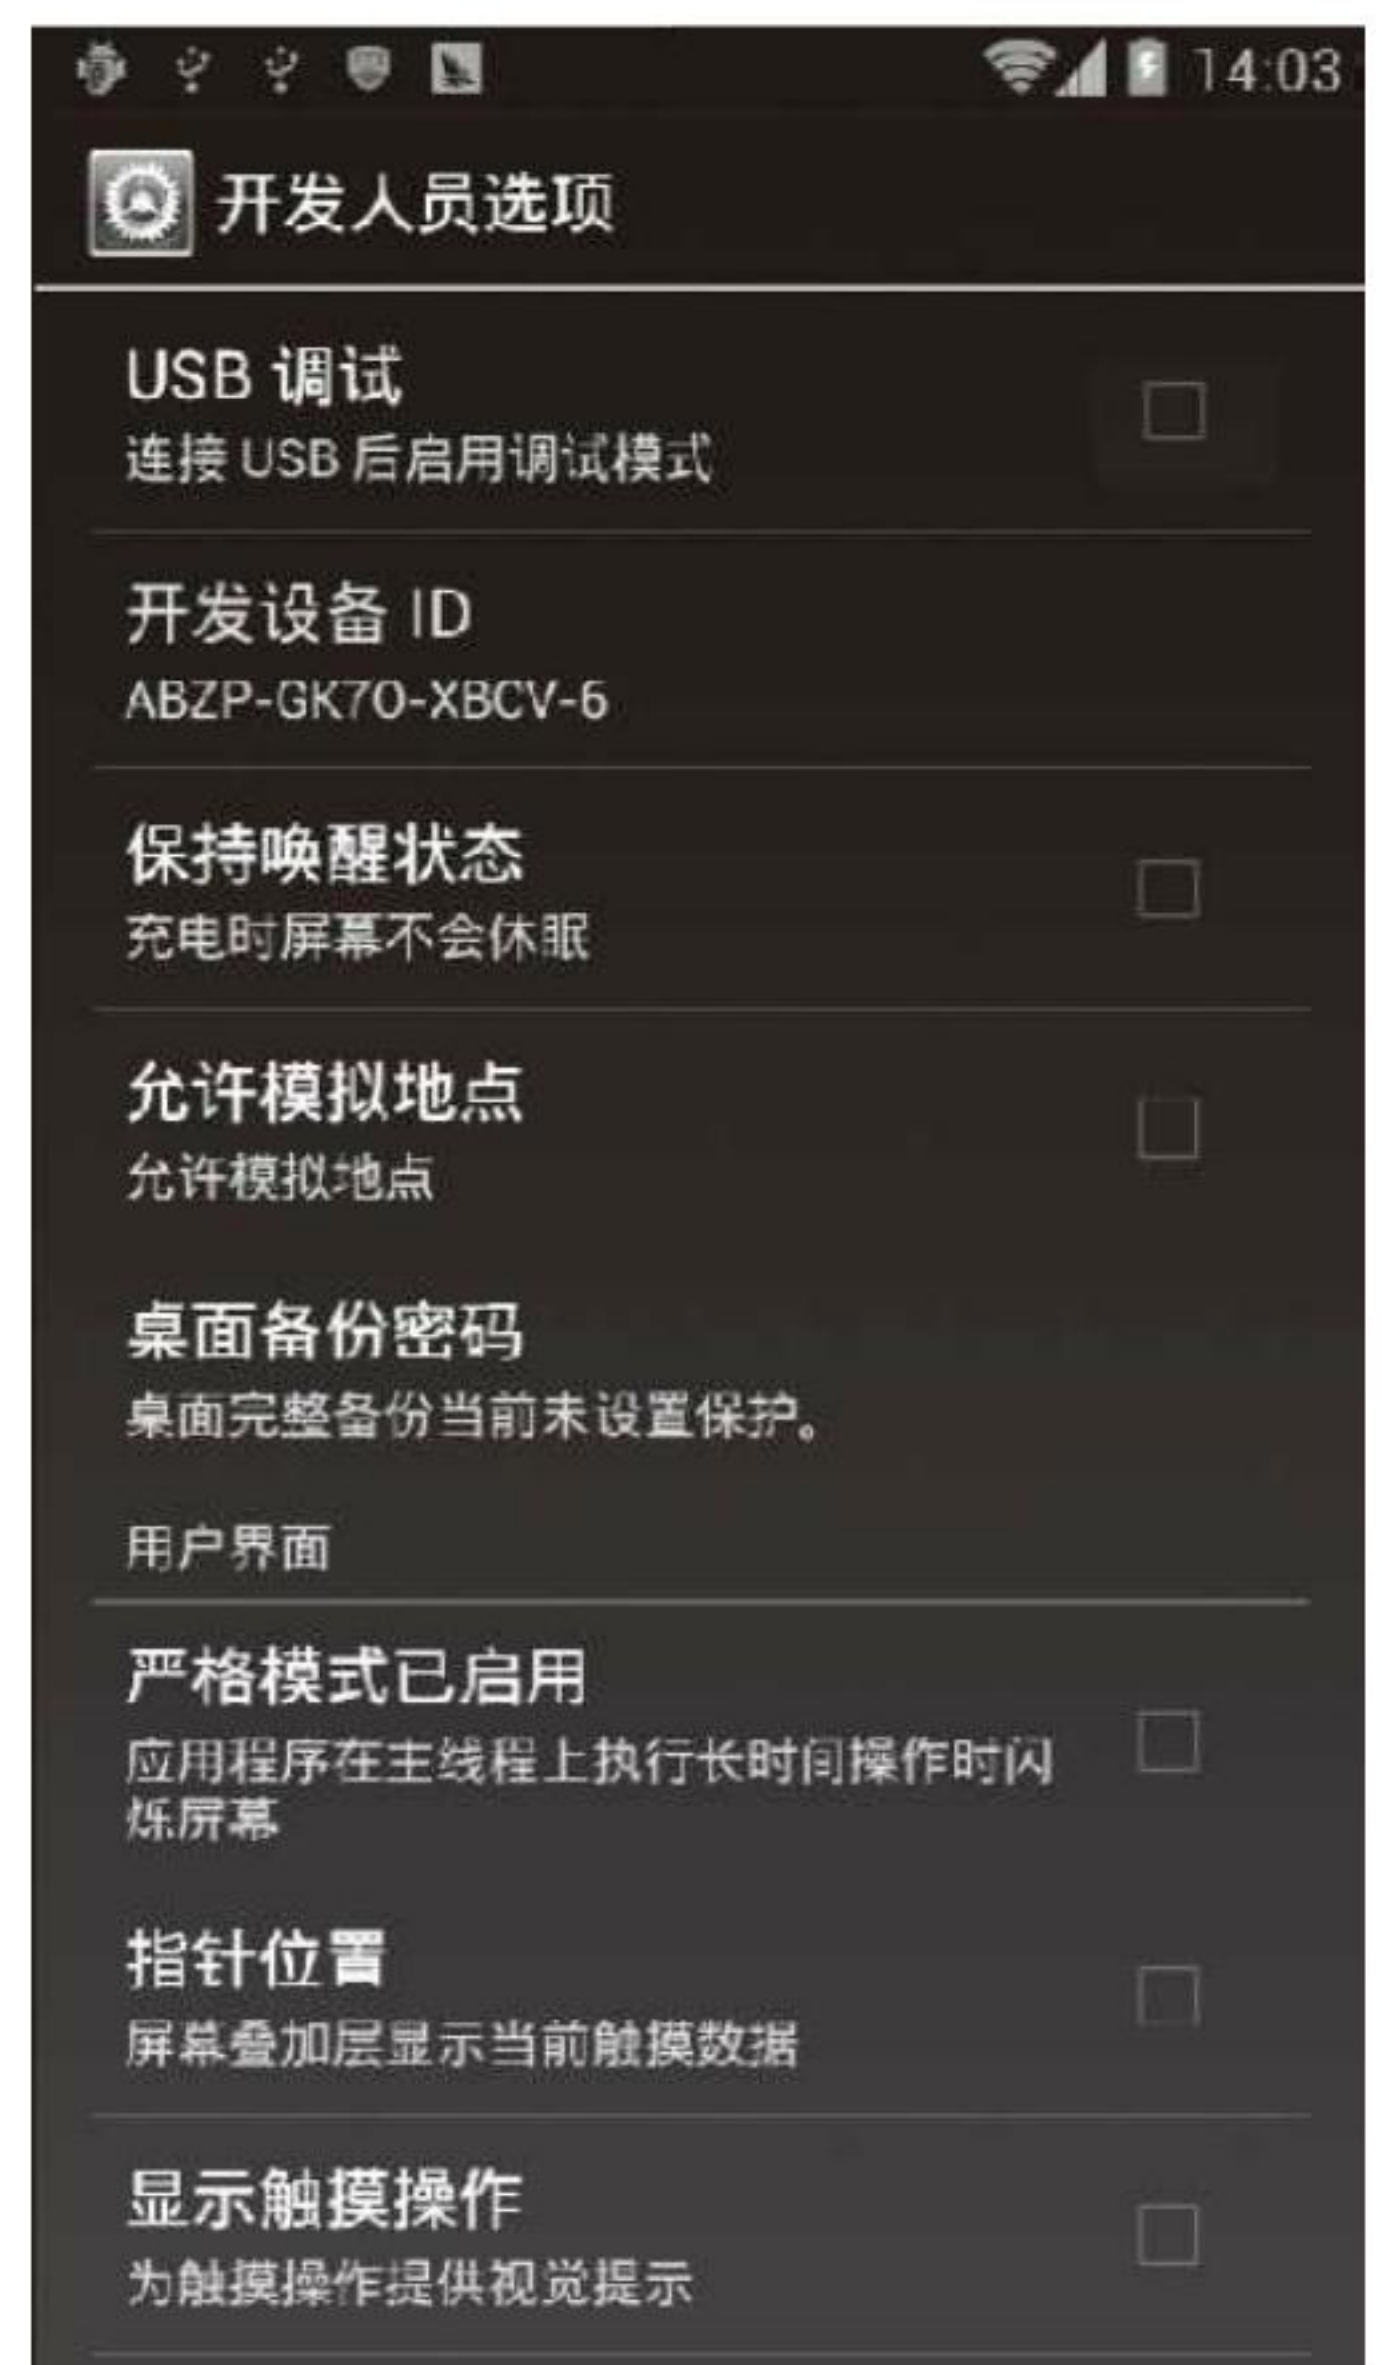 14:03
开发人员选项
USB 调试
连接 USB 后启用调试模式
开发设备 ID
ABZP-GK7O-XBCV-6
保持唤醒状态
充电时屏幕不会休眠
允许模拟地点
允许模拟地点
桌面备份密码
桌面完整备份当前未设置保护。
用户界面
严格模式已启用
应用程序在主线程上执行长时间操作时闪
烁屏幕
指针位置
屏幕叠加层显示当前触摸数据
显示触摸操作
为触摸操作提供视觉提示